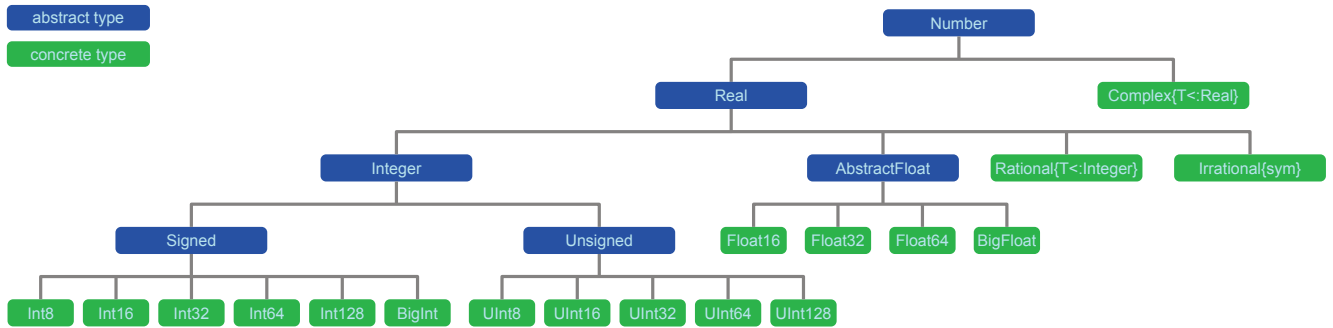 abstract type
Number
concrete type
Real
Complex{T<:Real}
Integer
AbstractFloat
Rational{T<:Integer}
Irrational{sym}
Signed
Unsigned
Float16
Float32
Float64
BigFloat
Int8
Int16
Int32
Int64
Int128
BigInt
UInt8
UInt16
UInt32
UInt64
UInt128